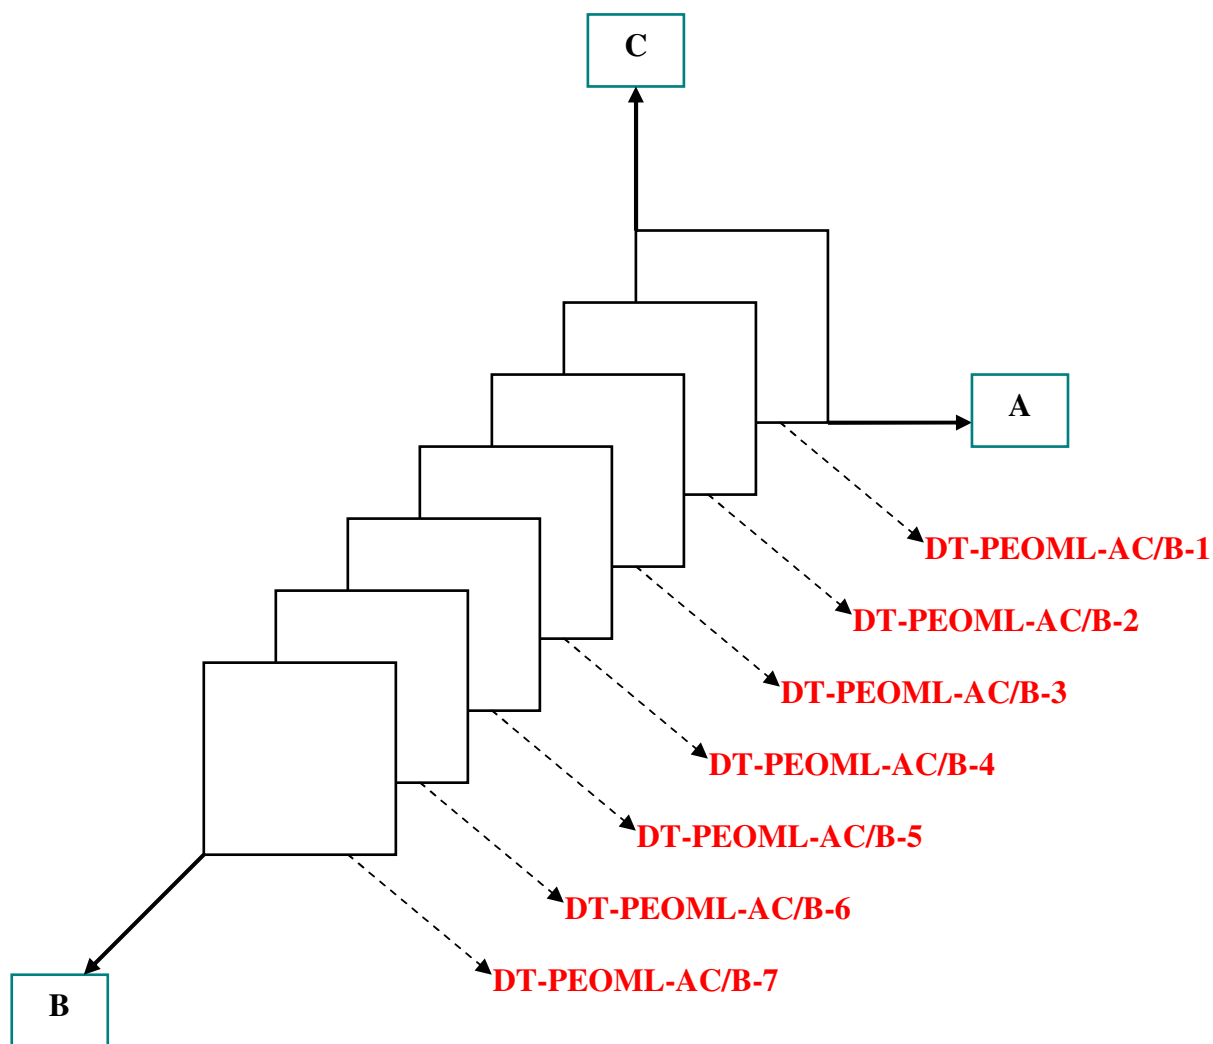 C
A
DT-PEOML-AC/B-1
DT-PEOML-AC/B-2
DT-PEOML-AC/B-3
DT-PEOML-AC/B-4
DT-PEOML-AC/B-5
DT-PEOML-AC/B-6
DT-PEOML-AC/B-7
B